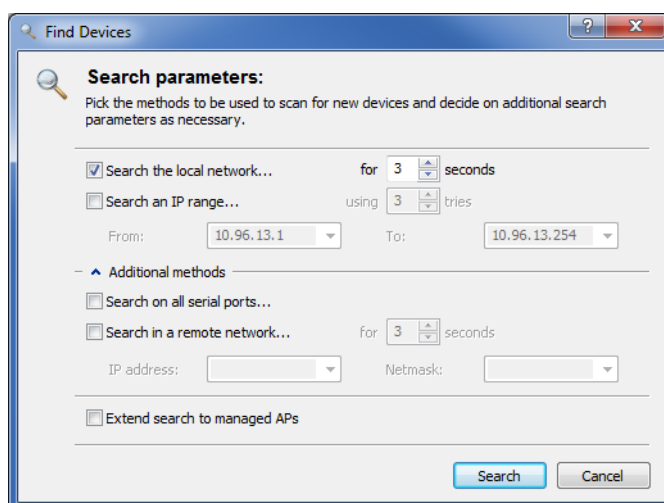 Find Devices
Search parameters:
Pick the methods to be used to scan for new devices and decide on additional search
parameters as necessary.
Search the local network... for 3 seconds
Search an IP range... using 3 tries
From: 10.96.13.1 To: 10.96.13.254
Additional methods
Search on all serial ports...
Search in a remote network... for 3 seconds
IP address: Netmask:
Extend search to managed APs
Search Cancel